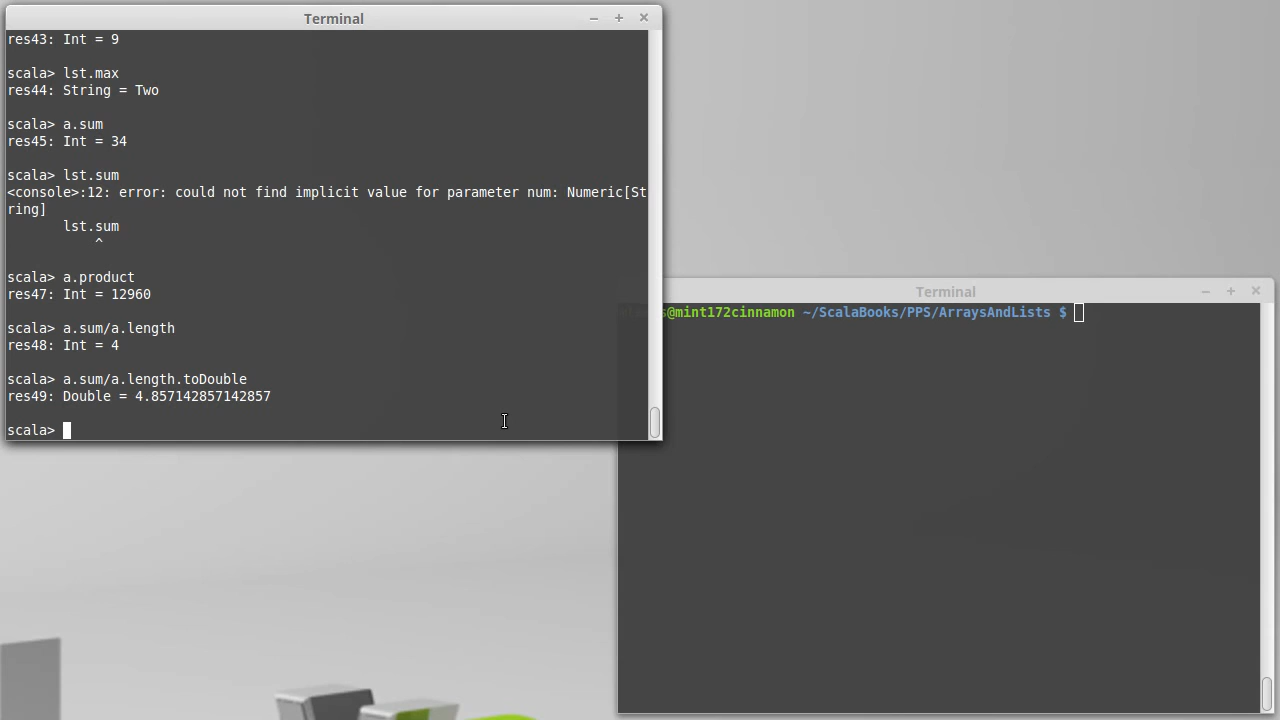 Terminal
res43: Int = 9
scala> lst.max
res44: String = Two
scala> a.sum
res45: Int = 34
scala> lst.sum
<console>:12: error: could not find implicit value for parameter num: Numeric[St
ring]
lst.sum
^
scala> a.product
res47: Int = 12960
scala> a.sum/a.length
res48: Int = 4
scala> a.sum/a.length.toDouble
res49: Double = 4.857142857142857
scala>
Terminal
s@mint172cinnamon ~/ScalaBooks/PPS/ArraysAndLists $